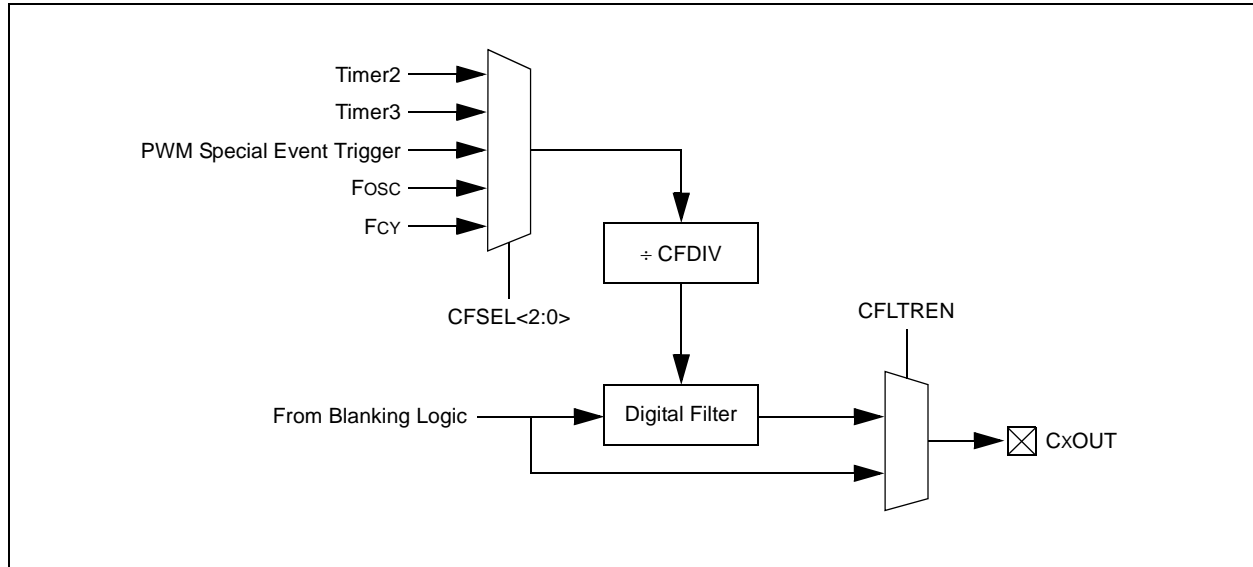 Timer2
Timer3
PWM Special Event Trigger
FOSC
FCY
÷ CFDIV
CFSEL<2:0>
CFLTREN
From Blanking Logic
Digital Filter
CXOUT